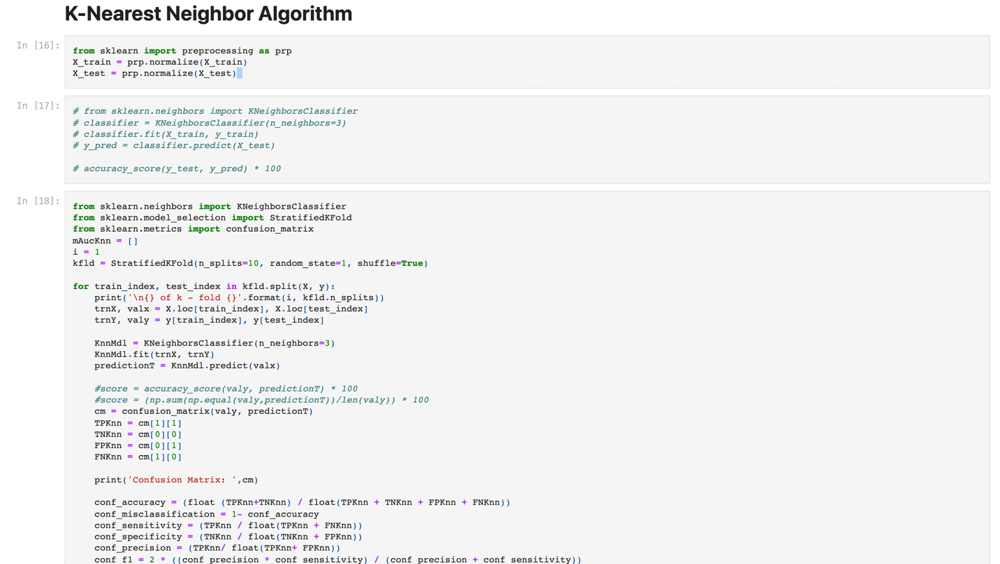 K-Nearest Neighbor Algorithm
In [16]:
from sklearn import preprocessing as prp
X_train = prp.normalize(X_train)
X_test = prp.normalize(X_test)
In [17]:
# from sklearn.neighbors import KNeighborsClassifier
# classifier = KNeighborsClassifier(n_neighbors=3)
# classifier.fit(X_train, y_train)
# y_pred = classifier.predict(X_test)
# accuracy_score(y_test, y_pred) * 100
In [18]:
from sklearn.neighbors import KNeighborsClassifier
from sklearn.model_selection import StratifiedKFold
from sklearn.metrics import confusion_matrix
mAucKnn = []
i = 1
kfld = StratifiedKFold(n_splits=10, random_state=1, shuffle=True)
for train_index, test_index in kfld.split(X, y):
    print('\n{} of k - fold {}'.format(i, kfld.n_splits))
    trnX, valx = X.loc[train_index], X.loc[test_index]
    trnY, valy = y[train_index], y[test_index]
    KnnMdl = KNeighborsClassifier(n_neighbors=3)
    KnnMdl.fit(trnX, trnY)
    predictionT = KnnMdl.predict(valx)
    #score = accuracy_score(valy, predictionT) * 100
    #score = (np.sum(np.equal(valy,predictionT))/len(valy)) * 100
    cm = confusion_matrix(valy, predictionT)
    TPKnn = cm[1][1]
    TNKnn = cm[0][0]
    FPKnn = cm[0][1]
    FNKnn = cm[1][0]
    print('Confusion Matrix: ',cm)
    conf_accuracy = (float (TPKnn+TNKnn) / float(TPKnn + TNKnn + FPKnn + FNKnn))
    conf_misclassification = 1- conf_accuracy
    conf_sensitivity = (TPKnn / float(TPKnn + FNKnn))
    conf_specificity = (TNKnn / float(TNKnn + FPKnn))
    conf_precision = (TPKnn/ float(TPKnn+ FPKnn))
    conf_f1 = 2 * ((conf_precision * conf_sensitivity) / (conf_precision + conf_sensitivity))